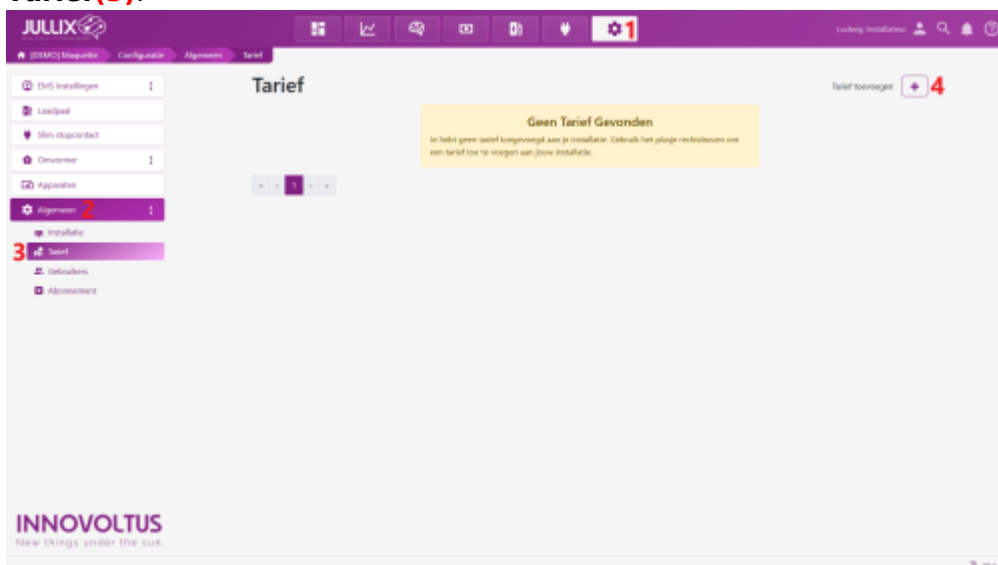 Tarief(3).
JULLIX
1
Ludwig Installateur
[DEMO] Maquette Configuratie Algemeen Tarief
EMS Instellingen
Laadpaal
Slim stopcontact
Omvormer
Apparaten
Algemeen 2
Installatie
3 Tarief
Gebruikers
Abonnement
Tarief
Tarief toevoegen + 4
Geen Tarief Gevonden
Je hebt geen tarief toegevoegd aan je installatie. Gebruik het plusje rechtsboven om
een tarief toe te voegen aan jouw installatie.
« ‹ 1 › »
INNOVOLTUS
New things under the sun